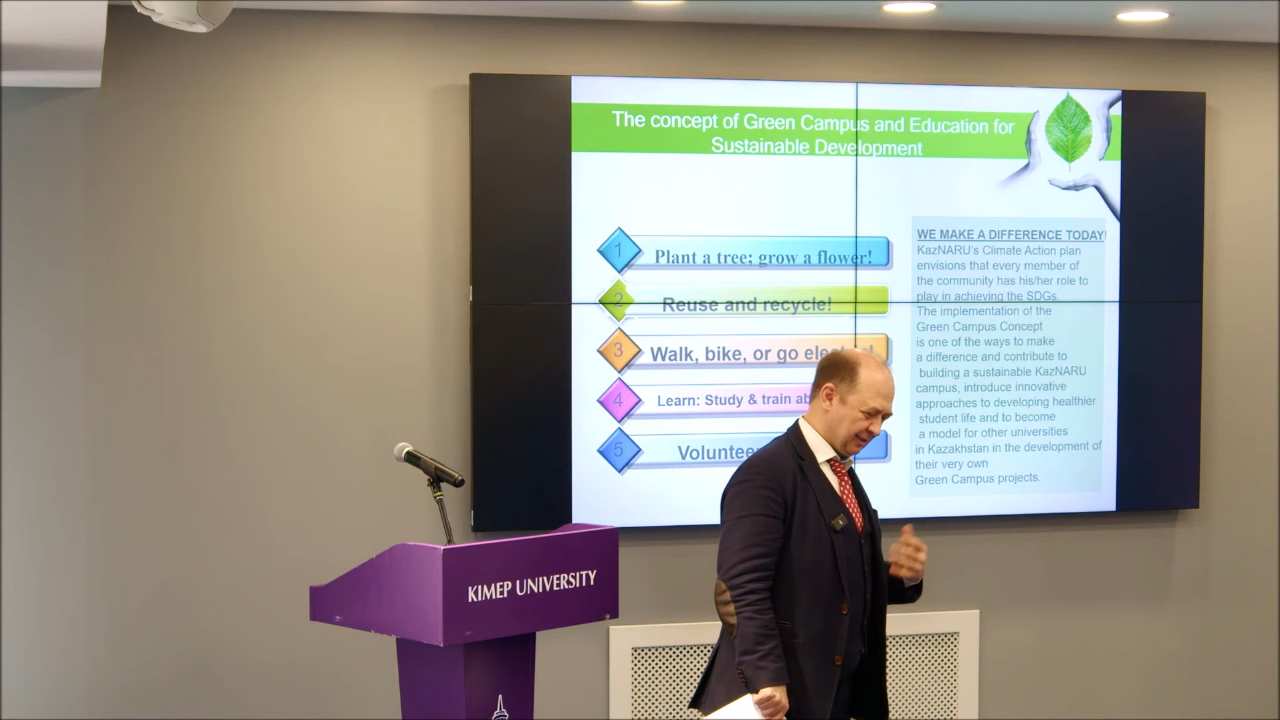 The concept of Green Campus and Education for
Sustainable Development
1 Plant a tree; grow a flower!
2 Reuse and recycle!
3 Walk, bike, or go
4 Learn: Study & train
5
WE MAKE A DIFFERENCE TODAY!
KazNARU's Climate Action plan
envisions that every member of
the community has his/her role to
play in achieving the SDGs.
The implementation of the
Green Campus Concept
is one of the ways to make
a difference and contribute to
building a sustainable KazNARU
campus, introduce innovative
approaches to developing healthier
student life and to become
a model for other universities
in Kazakhstan in the development of
their very own
Green Campus projects.
KIMEP UNIVERSITY